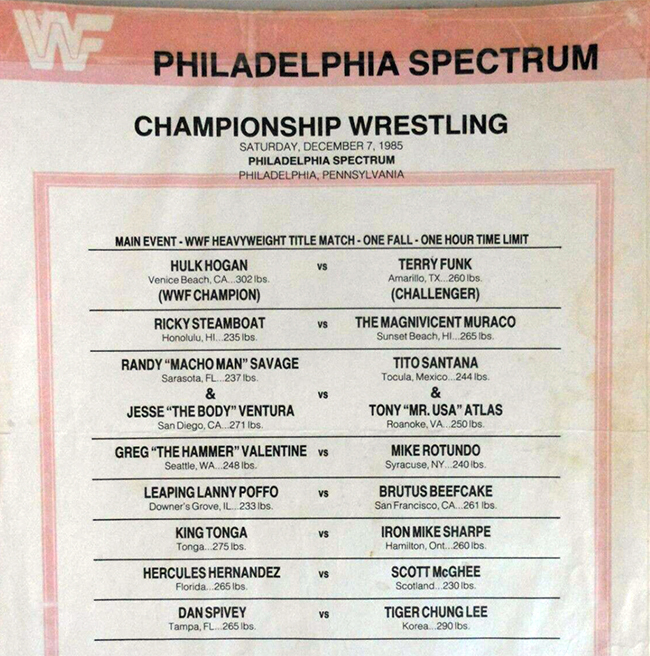 WF
PHILADELPHIA SPECTRUM
CHAMPIONSHIP WRESTLING
SATURDAY, DECEMBER 7, 1985
PHILADELPHIA SPECTRUM
PHILADELPHIA, PENNSYLVANIA
MAIN EVENT - WWF HEAVYWEIGHT TITLE MATCH - ONE FALL - ONE HOUR TIME LIMIT
HULK HOGAN vs TERRY FUNK
Venice Beach, CA...302 lbs. Amarillo, TX...260 lbs.
(WWF CHAMPION) (CHALLENGER)
RICKY STEAMBOAT vs THE MAGNIVICENT MURACO
Honolulu, HI...235 lbs. Sunset Beach, HI...265 lbs.
RANDY "MACHO MAN" SAVAGE TITO SANTANA
Sarasota, FL...237 lbs. Tocula, Mexico...244 lbs.
& vs &
JESSE "THE BODY" VENTURA TONY "MR. USA" ATLAS
San Diego, CA...271 lbs. Roanoke, VA...250 lbs.
GREG "THE HAMMER" VALENTINE vs MIKE ROTUNDO
Seattle, WA...248 lbs. Syracuse, NY...240 lbs.
LEAPING LANNY POFFO vs BRUTUS BEEFCAKE
Downer's Grove, IL...233 lbs. San Francisco, CA...261 lbs.
KING TONGA vs IRON MIKE SHARPE
Tonga...275 lbs. Hamilton, Ont...260 lbs.
HERCULES HERNANDEZ vs SCOTT McGHEE
Florida...265 lbs. Scotland...230 lbs.
DAN SPIVEY vs TIGER CHUNG LEE
Tampa, FL...265 lbs. Korea...290 lbs.